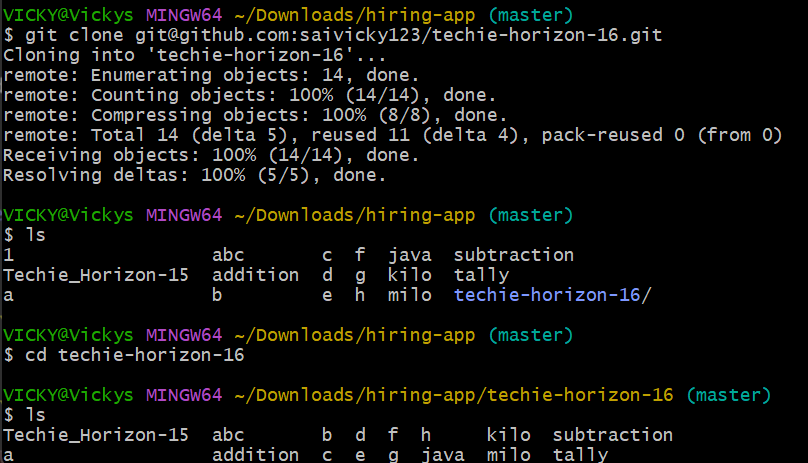 VICKY@Vickys MINGW64 ~/Downloads/hiring-app (master)
$ git clone git@github.com:saivicky123/techie-horizon-16.git
Cloning into 'techie-horizon-16'...
remote: Enumerating objects: 14, done.
remote: Counting objects: 100% (14/14), done.
remote: Compressing objects: 100% (8/8), done.
remote: Total 14 (delta 5), reused 11 (delta 4), pack-reused 0 (from 0)
Receiving objects: 100% (14/14), done.
Resolving deltas: 100% (5/5), done.
VICKY@Vickys MINGW64 ~/Downloads/hiring-app (master)
$ ls
1                  abc       c  f  java  subtraction
Techie_Horizon-15  addition  d  g  kilo  tally
a                  b         e  h  milo  techie-horizon-16/
VICKY@Vickys MINGW64 ~/Downloads/hiring-app (master)
$ cd techie-horizon-16
VICKY@Vickys MINGW64 ~/Downloads/hiring-app/techie-horizon-16 (master)
$ ls
Techie_Horizon-15  abc       b  d  f  h     kilo  subtraction
a                  addition  c  e  g  java  milo  tally